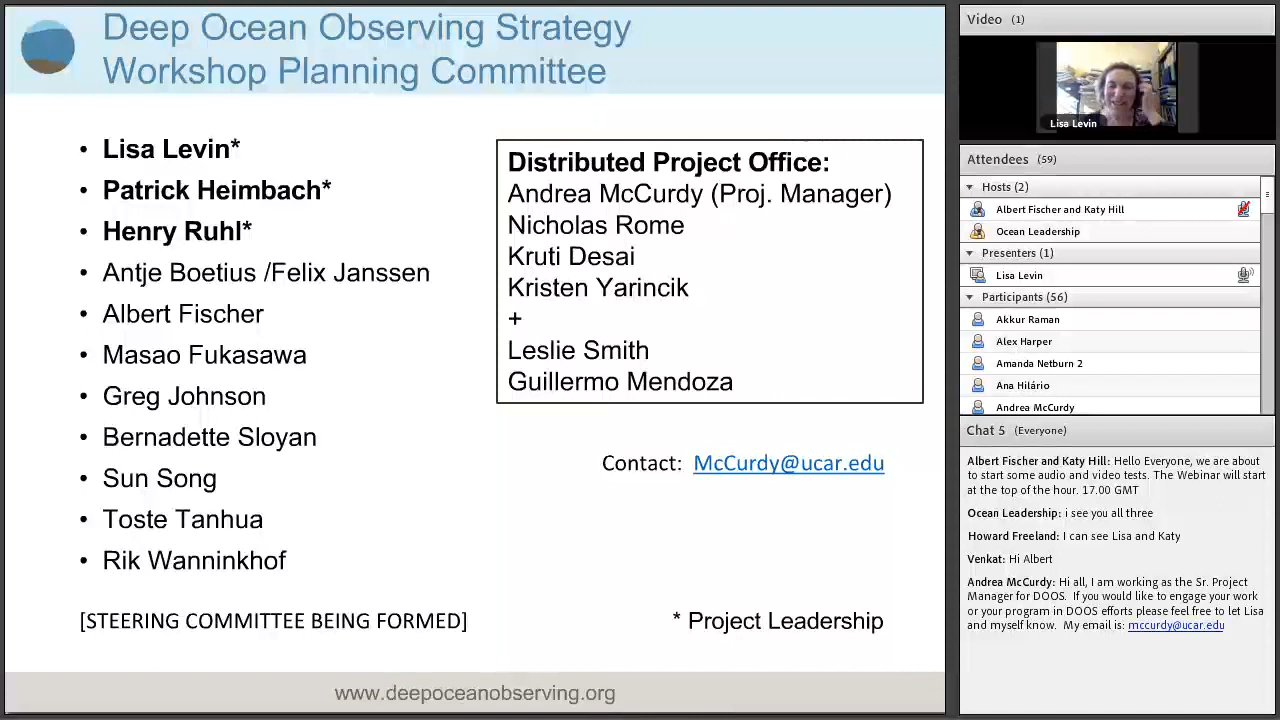 Deep Ocean Observing Strategy
Workshop Planning Committee
• Lisa Levin*
• Patrick Heimbach*
• Henry Ruhl*
• Antje Boetius /Felix Janssen
• Albert Fischer
• Masao Fukasawa
• Greg Johnson
• Bernadette Sloyan
• Sun Song
• Toste Tanhua
• Rik Wanninkhof
[STEERING COMMITTEE BEING FORMED]
Distributed Project Office:
Andrea McCurdy (Proj. Manager)
Nicholas Rome
Kruti Desai
Kristen Yarincik
+
Leslie Smith
Guillermo Mendoza
Contact: McCurdy@ucar.edu
* Project Leadership
www.deepoceanobserving.org
Video (1)
Lisa Levin
Attendees (59)
Hosts (2)
Albert Fischer and Katy Hill
Ocean Leadership
Presenters (1)
Lisa Levin
Participants (56)
Akkur Raman
Alex Harper
Amanda Netburn 2
Ana Hilário
Andrea McCurdy
Chat 5 (Everyone)
Albert Fischer and Katy Hill: Hello Everyone, we are about
to start some audio and video tests. The Webinar will start
at the top of the hour. 17.00 GMT
Ocean Leadership: i see you all three
Howard Freeland: I can see Lisa and Katy
Venkat: Hi Albert
Andrea McCurdy: Hi all, I am working as the Sr. Project
Manager for DOOS. If you would like to engage your work
or your program in DOOS efforts please feel free to let Lisa
and myself know. My email is: mccurdy@ucar.edu